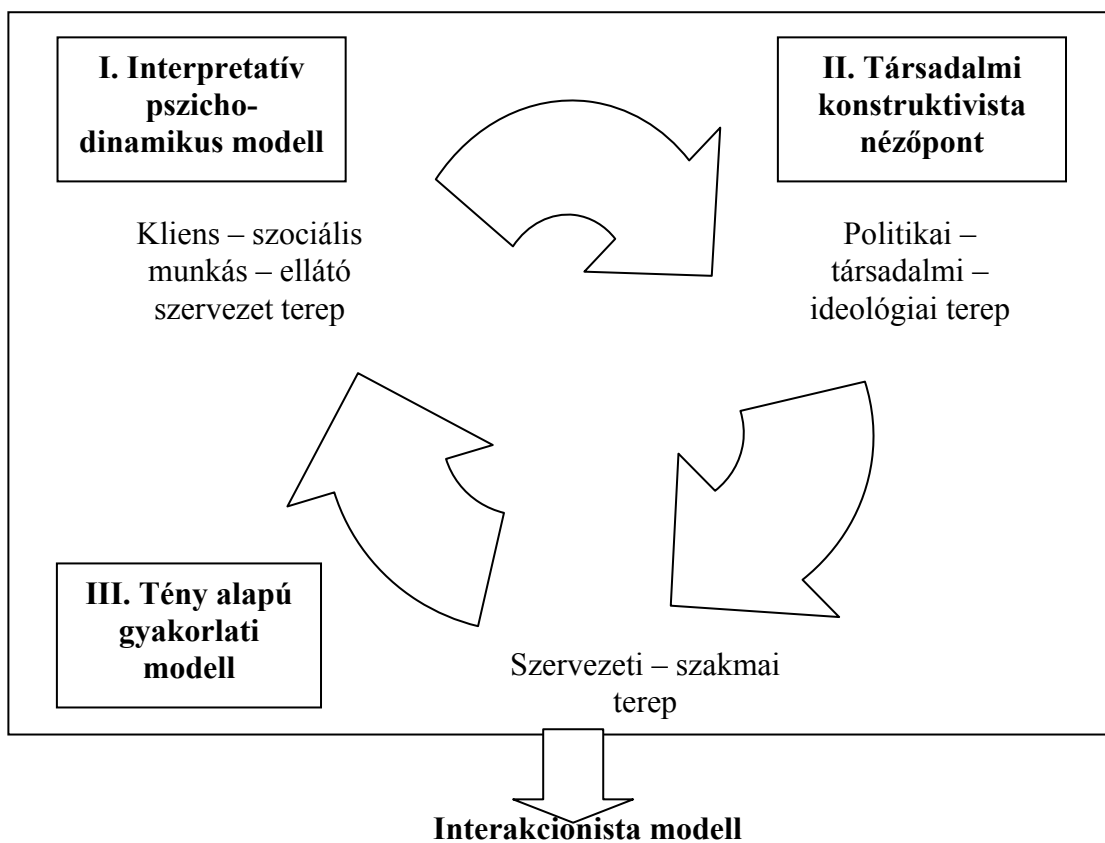 I. Interpretatív
pszicho-
dinamikus modell
II. Társadalmi
konstruktivista
nézőpont
Kliens – szociális
munkás – ellátó
szervezet terep
Politikai –
társadalmi –
ideológiai terep
III. Tény alapú
gyakorlati
modell
Szervezeti – szakmai
terep
Interakcionista modell